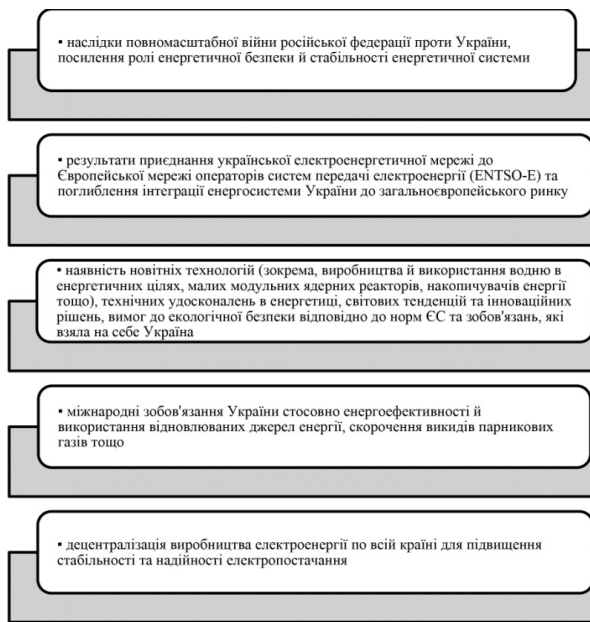 ▪ наслідки повномасштабної війни російської федерації проти України,
посилення ролі енергетичної безпеки й стабільності енергетичної системи
▪ результати приєднання української електроенергетичної мережі до
Європейської мережі операторів систем передачі електроенергії (ENTSO-E) та
поглиблення інтеграції енергосистеми України до загальноєвропейського ринку
▪ наявність новітніх технологій (зокрема, виробництва й використання водню в
енергетичних цілях, малих модульних ядерних реакторів, накопичувачів енергії
тощо), технічних удосконалень в енергетиці, світових тенденцій та інноваційних
рішень, вимог до екологічної безпеки відповідно до норм ЄС та зобов'язань, які
взяла на себе Україна
▪ міжнародні зобов'язання України стосовно енергоефективності й
використання відновлюваних джерел енергії, скорочення викидів парникових
газів тощо
▪ децентралізація виробництва електроенергії по всій країні для підвищення
стабільності та надійності електропостачання